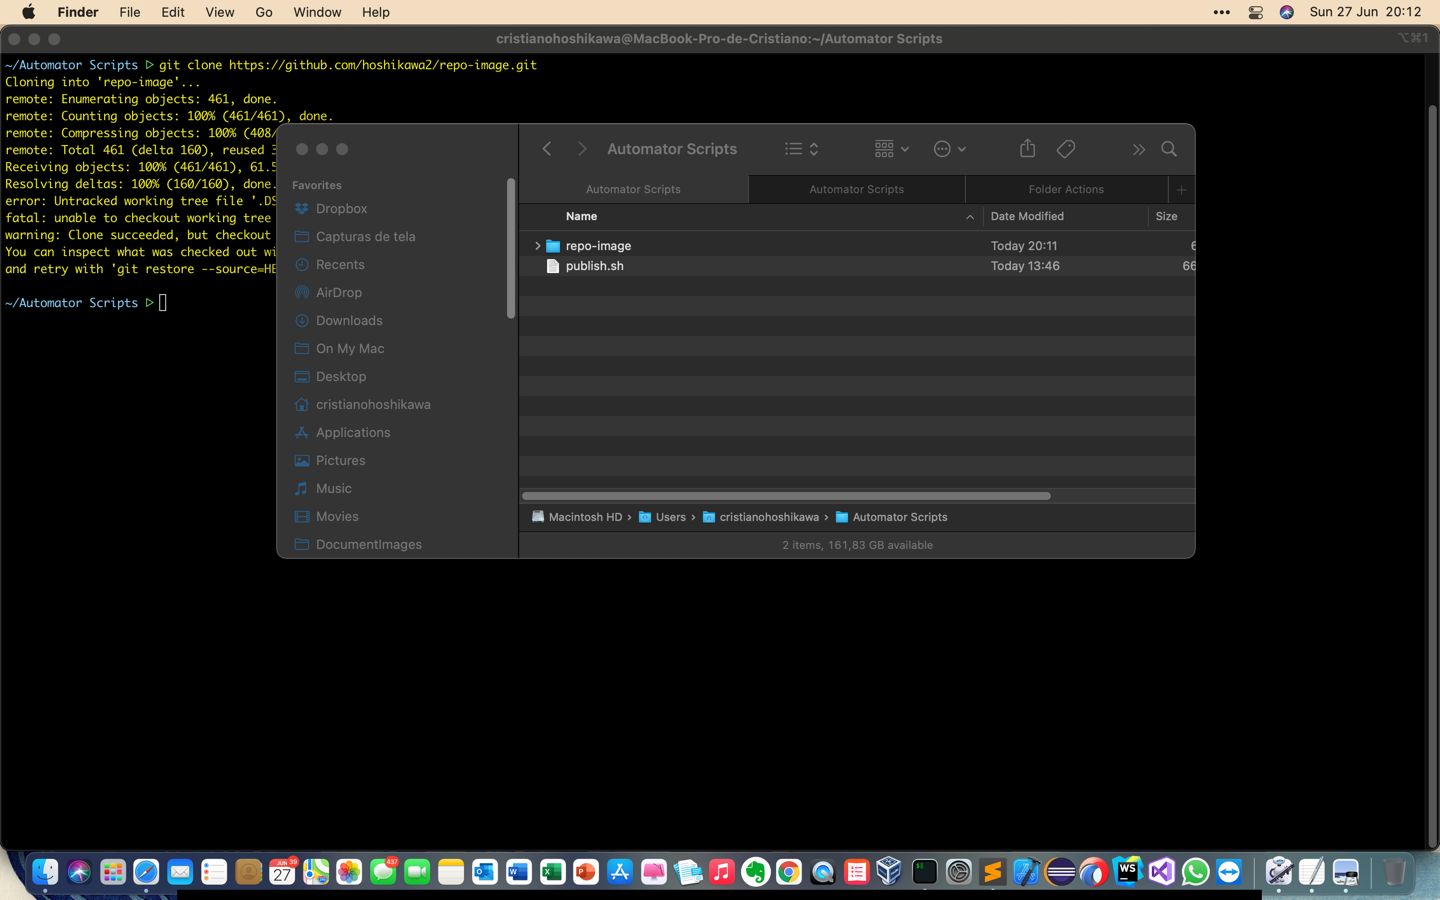 Finder File Edit View Go Window Help
Sun 27 Jun 20:12
cristianohoshikawa@MacBook-Pro-de-Cristiano:~/Automator Scripts
⌥⌘1
~/Automator Scripts ▷ git clone https://github.com/hoshikawa2/repo-image.git
Cloning into 'repo-image'...
remote: Enumerating objects: 461, done.
remote: Counting objects: 100% (461/461), done.
remote: Compressing objects: 100% (408/
remote: Total 461 (delta 160), reused 3
Receiving objects: 100% (461/461), 61.5
Resolving deltas: 100% (160/160), done.
error: Untracked working tree file '.DS
fatal: unable to checkout working tree
warning: Clone succeeded, but checkout
You can inspect what was checked out wi
and retry with 'git restore --source=HE
~/Automator Scripts ▷
Automator Scripts
Favorites
Dropbox
Capturas de tela
Recents
AirDrop
Downloads
On My Mac
Desktop
cristianohoshikawa
Applications
Pictures
Music
Movies
DocumentImages
Automator Scripts Automator Scripts Folder Actions
Name Date Modified Size
repo-image Today 20:11 6
publish.sh Today 13:46 66
Macintosh HD › Users › cristianohoshikawa › Automator Scripts
2 items, 161,83 GB available
JUN 27 39
437
WS